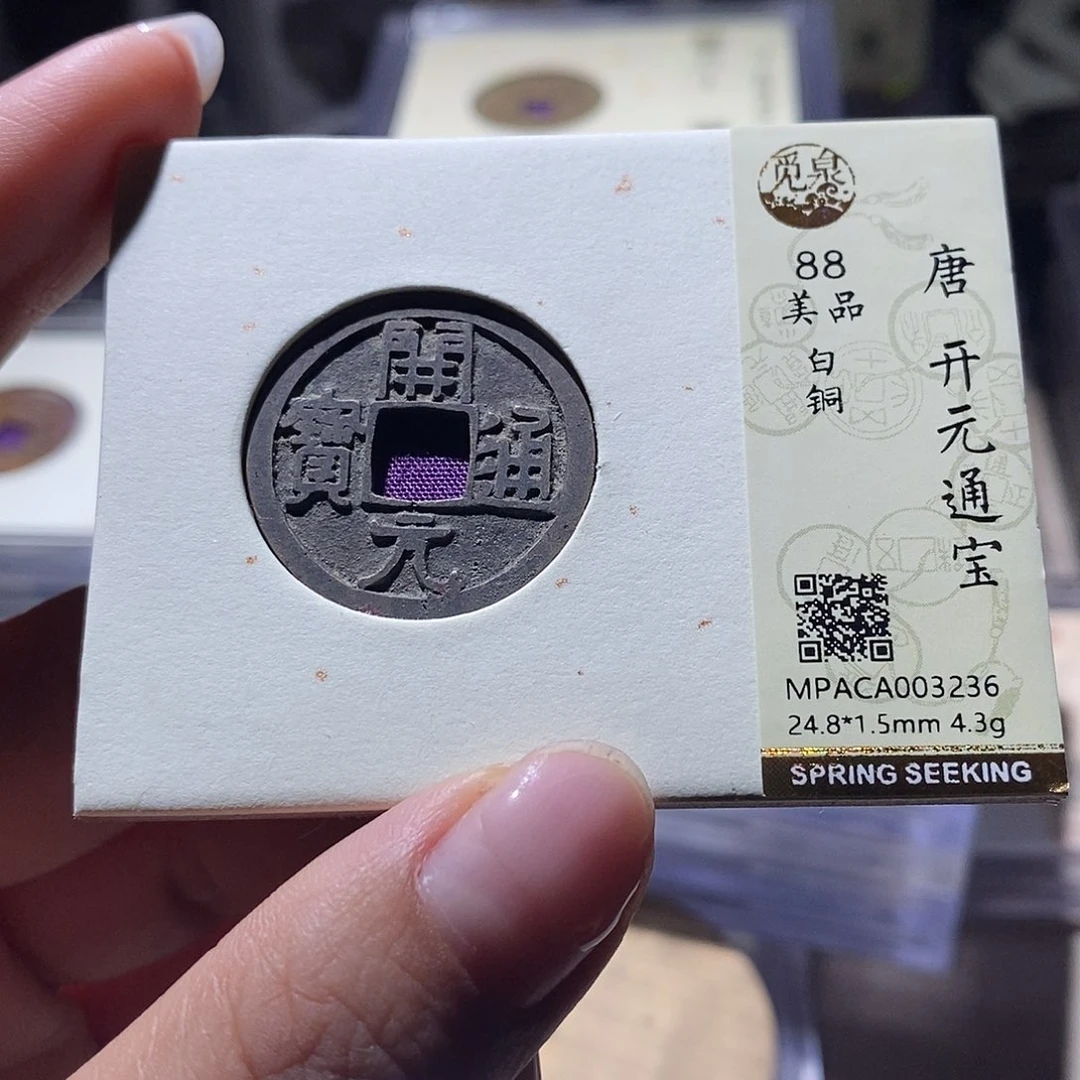 開
通
元
寶
觅泉
88
美品
白
铜
唐 开元通宝
MPACA003236
24.8*1.5mm 4.3g
SPRING SEEKING